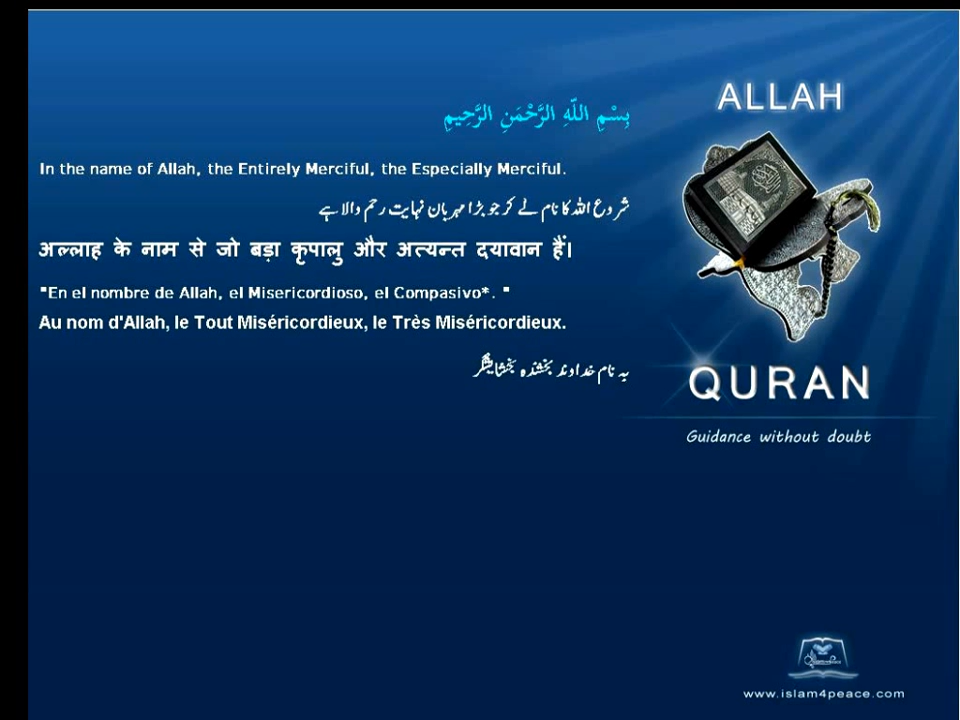 بِسْمِ اللّهِ الرَّحْمَنِ الرَّحِيمِ
In the name of Allah, the Entirely Merciful, the Especially Merciful.
شروع الله کا نام لے کر جو بڑا مہربان نہایت رحم والا ہے
अल्लाह के नाम से जो बड़ा कृपालु और अत्यन्त दयावान हैं।
"En el nombre de Allah, el Misericordioso, el Compasivo*. "
Au nom d'Allah, le Tout Miséricordieux, le Très Miséricordieux.
به نام خداوند بخشنده بخشایشگر
ALLAH
QURAN
Guidance without doubt
www.islam4peace.com